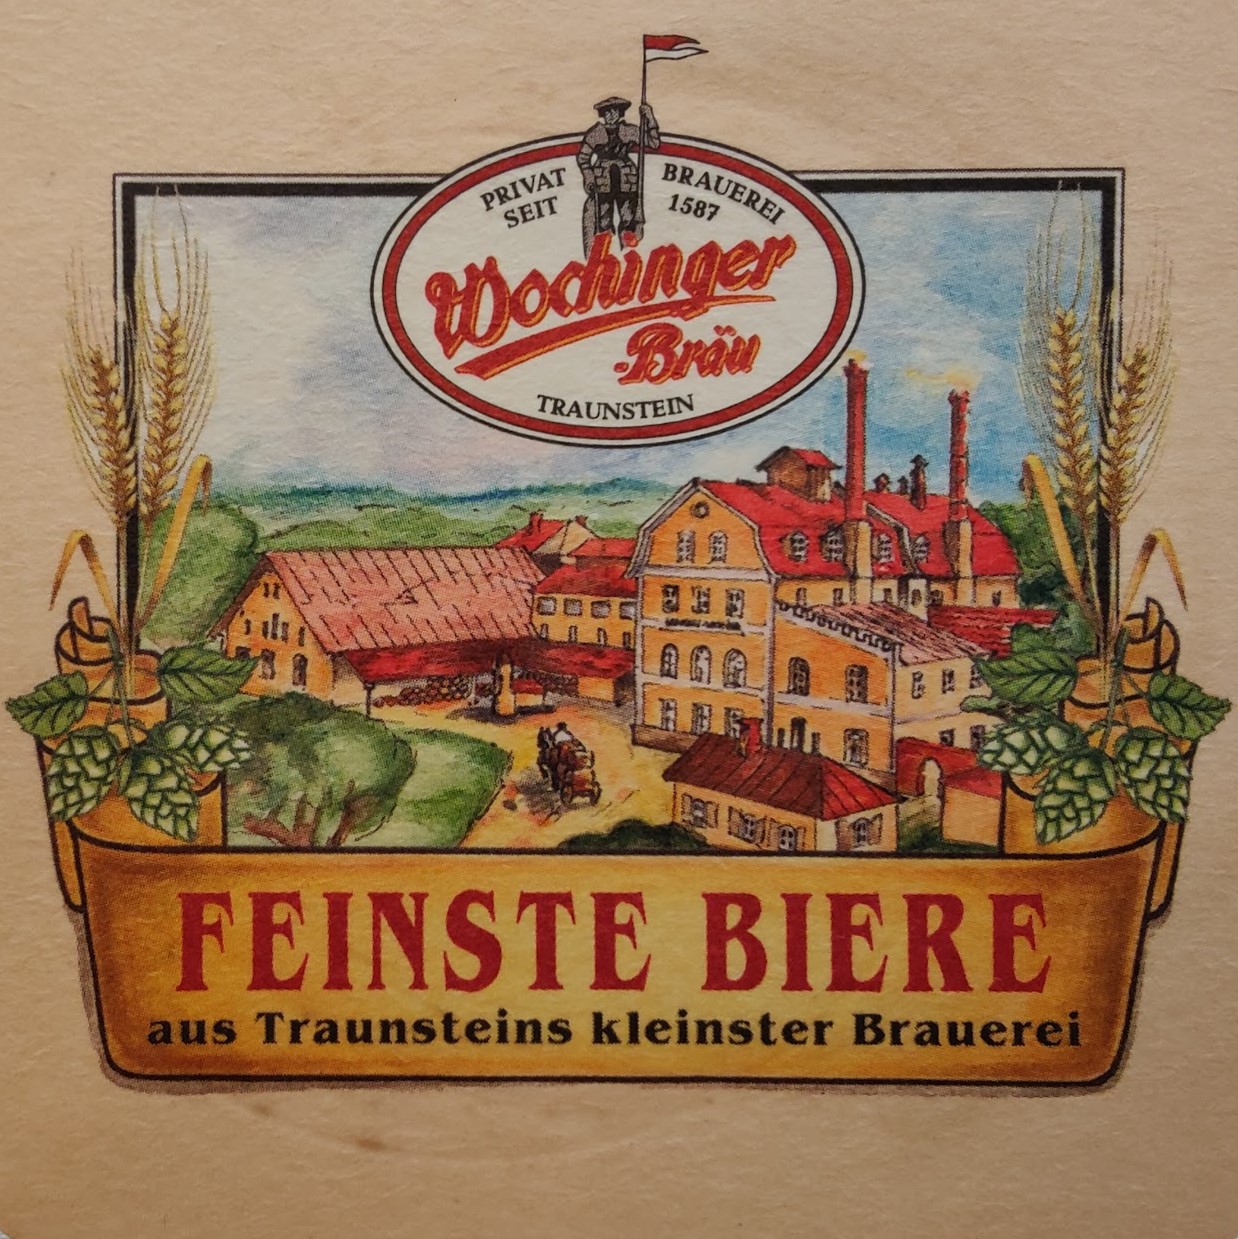 PRIVAT BRAUEREI
SEIT 1587
Wochinger
-Bräu
TRAUNSTEIN
FEINSTE BIERE
aus Traunsteins kleinster Brauerei